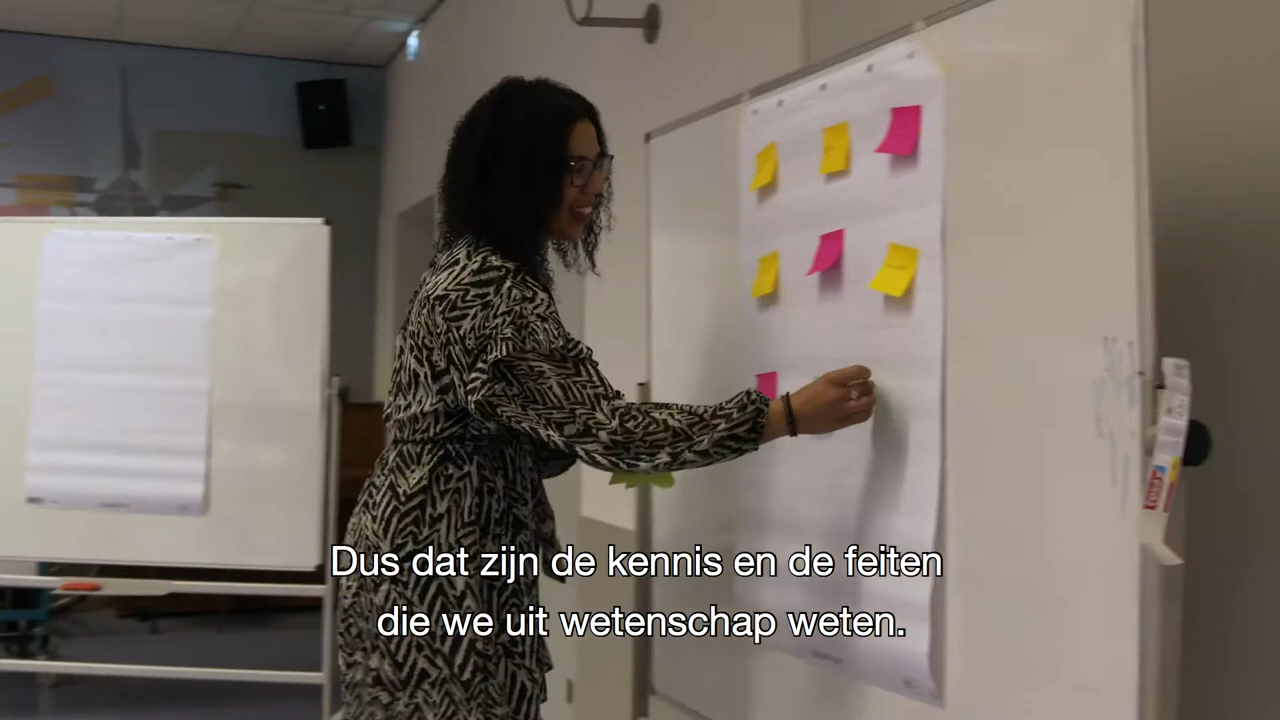 Dus dat zijn de kennis en de feiten
die we uit wetenschap weten.